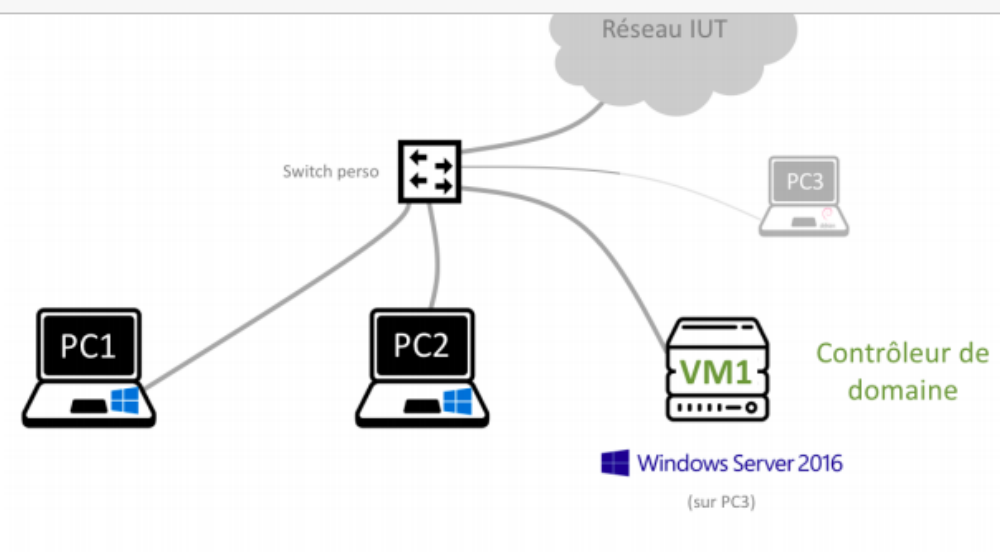 Réseau IUT
Switch perso
PC3
PC1
PC2
VM1
Contrôleur de
domaine
Windows Server 2016
(sur PC3)